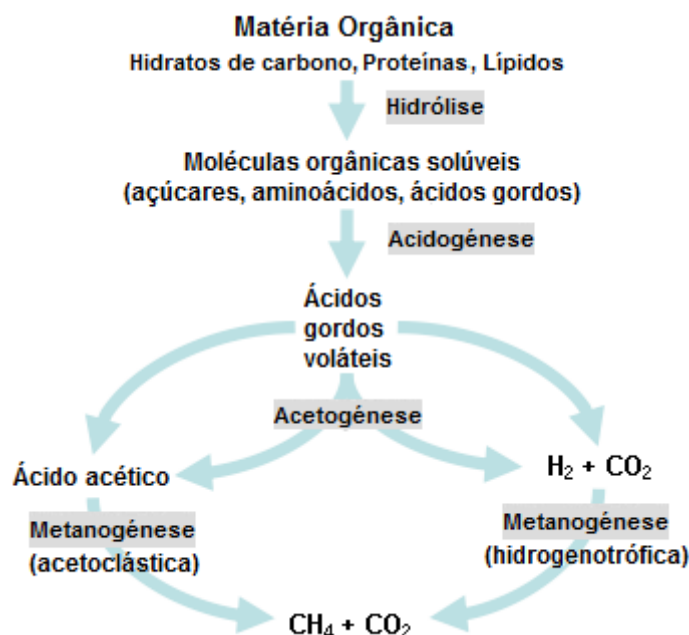 Matéria Orgânica
Hidratos de carbono, Proteínas, Lípidos
Hidrólise
Moléculas orgânicas solúveis
(açúcares, aminoácidos, ácidos gordos)
Acidogénese
Ácidos
gordos
voláteis
Acetogénese
Ácido acético
H₂ + CO₂
Metanogénese
(acetoclástica)
Metanogénese
(hidrogenotrófica)
CH₄ + CO₂